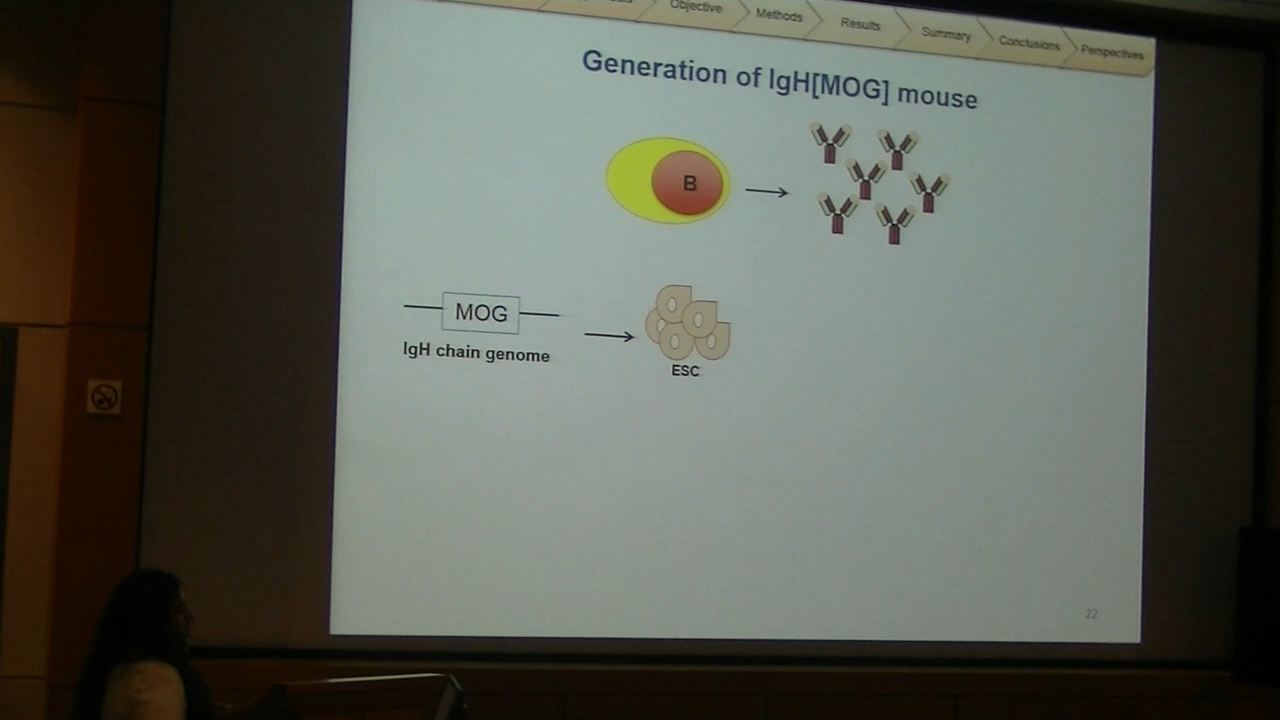 Objective
Methods
Results
Summary
Conclusions
Perspectives
Generation of IgH[MOG] mouse
B
MOG
IgH chain genome
ESC
22